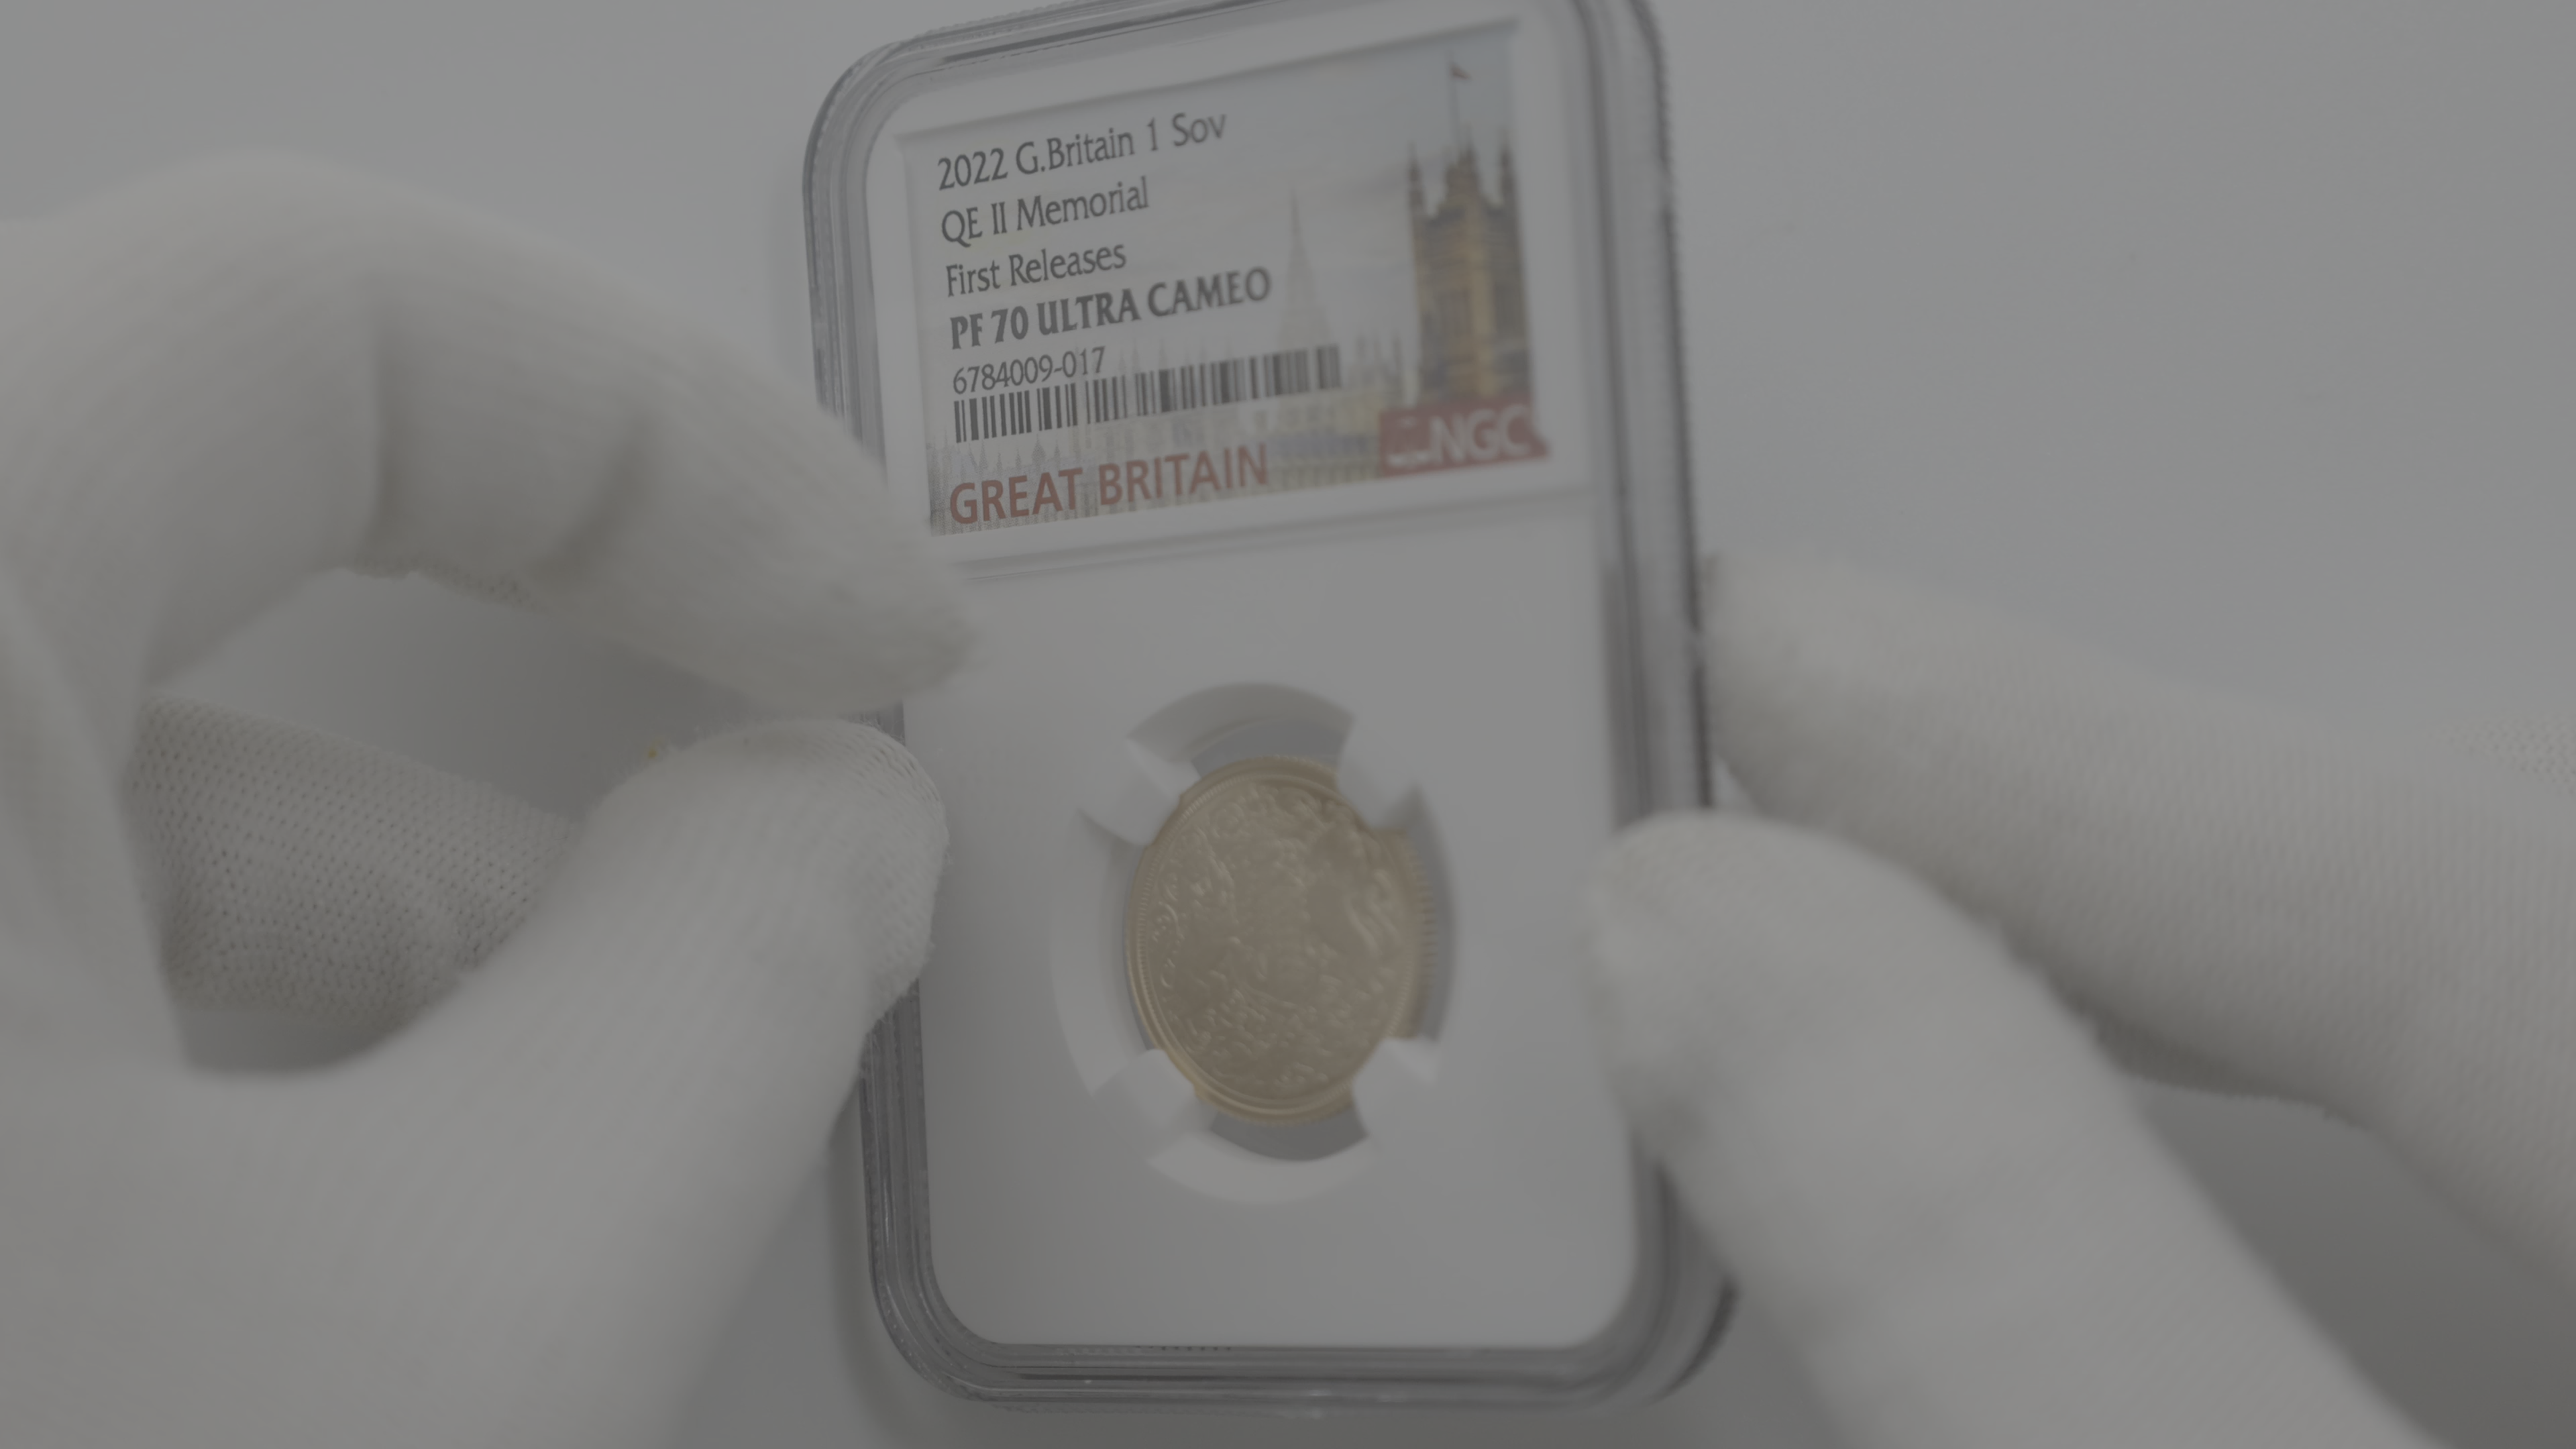 2022 G.Britain 1 Sov
QE II Memorial
First Releases
PF 70 ULTRA CAMEO
6784009-017
GREAT BRITAIN
NGC